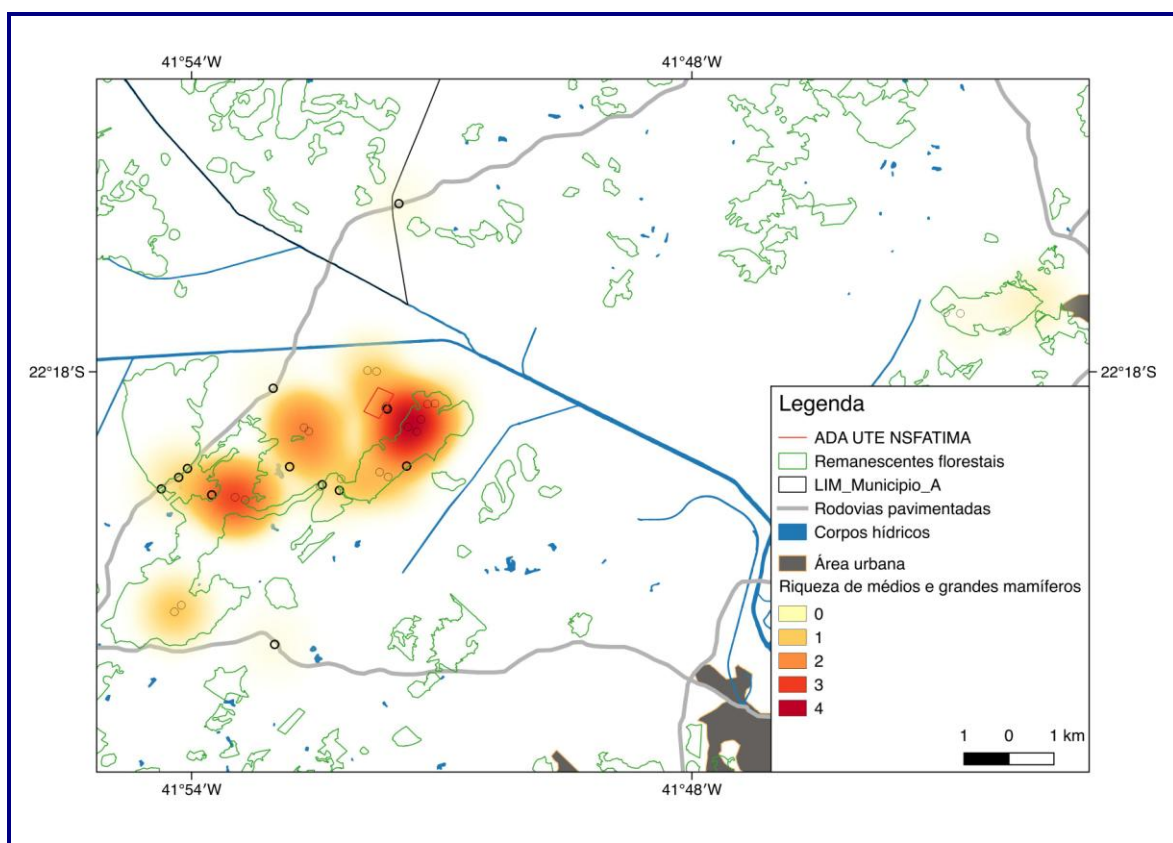 41°54′W 41°48′W
22°18′S 22°18′S
Legenda
ADA UTE NSFATIMA
Remanescentes florestais
LIM_Municipio_A
Rodovias pavimentadas
Corpos hídricos
Área urbana
Riqueza de médios e grandes mamíferos
0
1
2
3
4
1 0 1 km
41°54′W 41°48′W